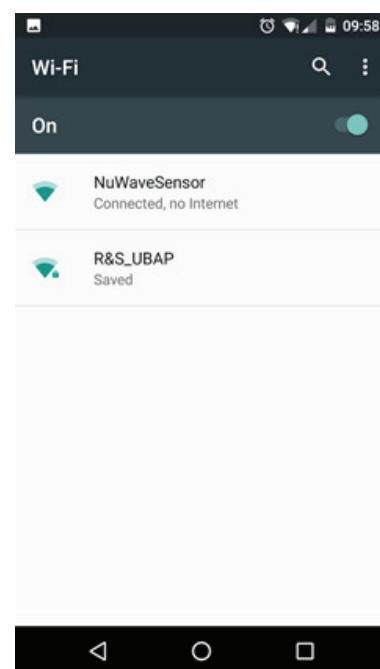 09:58
Wi-Fi
On
NuWaveSensor
Connected, no Internet
R&S_UBAP
Saved